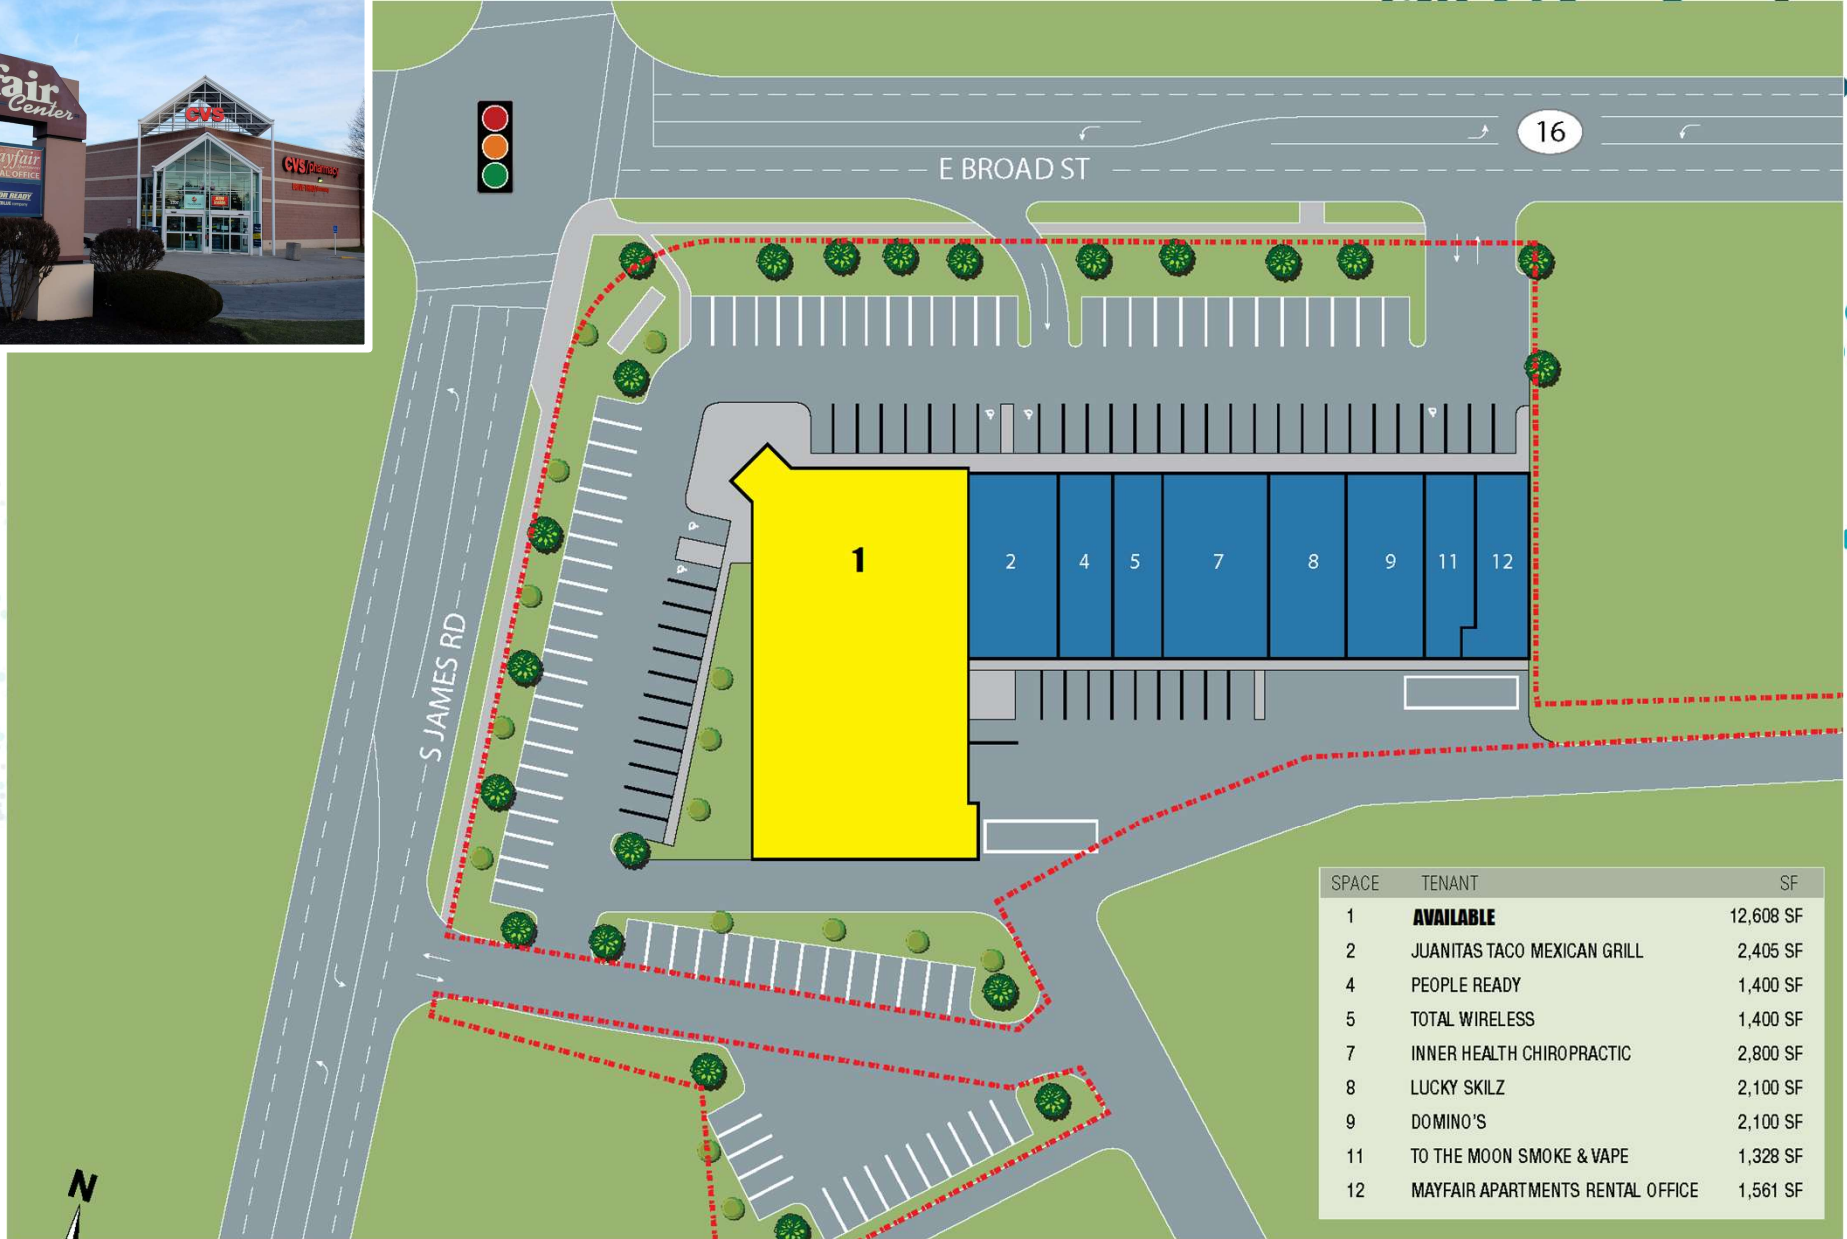 fair
Center
ayfair
AL OFFICE
CVS
CVS pharmacy
16
E BROAD ST
S JAMES RD
1
2
4
5
7
8
9
11
12
N
SPACE TENANT SF
1 AVAILABLE 12,608 SF
2 JUANITAS TACO MEXICAN GRILL 2,405 SF
4 PEOPLE READY 1,400 SF
5 TOTAL WIRELESS 1,400 SF
7 INNER HEALTH CHIROPRACTIC 2,800 SF
8 LUCKY SKILZ 2,100 SF
9 DOMINO'S 2,100 SF
11 TO THE MOON SMOKE & VAPE 1,328 SF
12 MAYFAIR APARTMENTS RENTAL OFFICE 1,561 SF